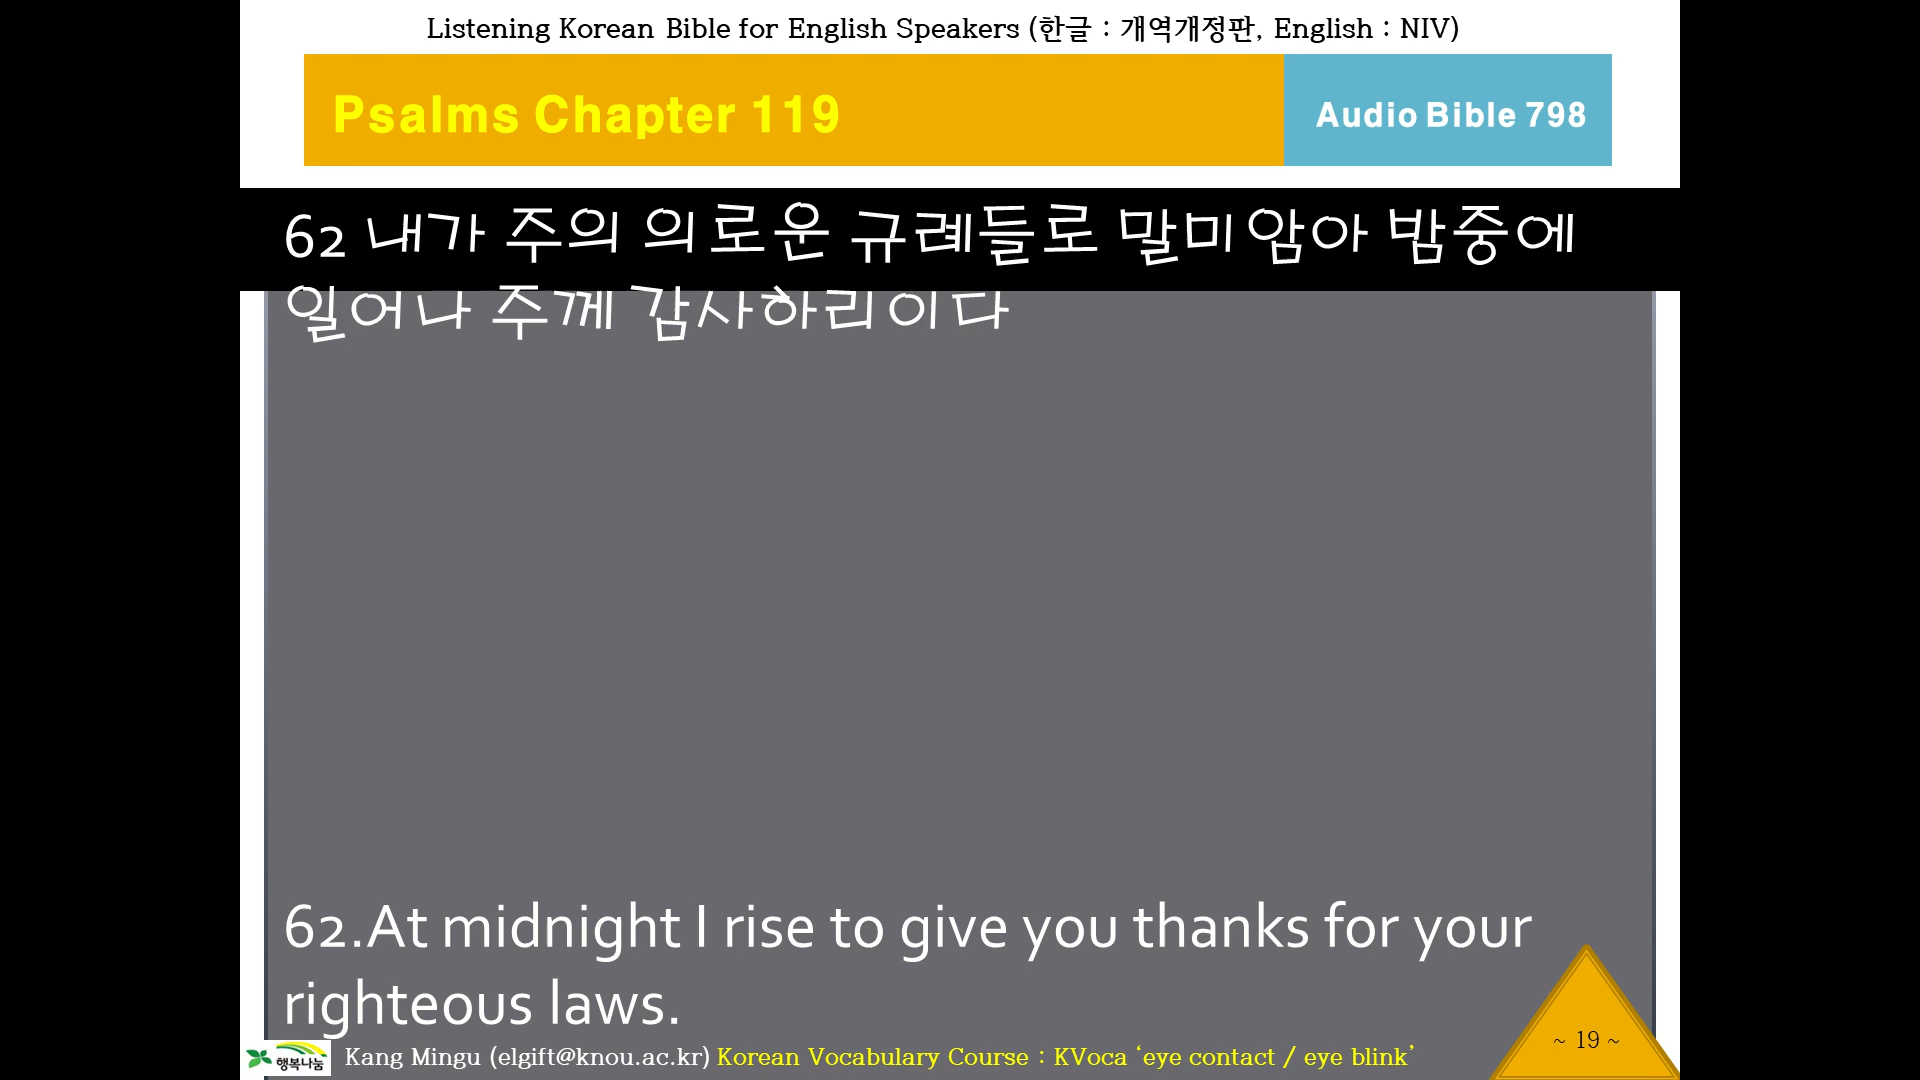 Listening Korean Bible for English Speakers (한글 : 개역개정판, English : NIV)
Psalms Chapter 119
Audio Bible 798
62 내가 주의 의로운 규례들로 말미암아 밤중에
일어나 주께 감사하리이다
62.At midnight I rise to give you thanks for your
righteous laws.
~ 19 ~
행복나눔
Kang Mingu (elgift@knou.ac.kr) Korean Vocabulary Course : KVoca ‘eye contact / eye blink’